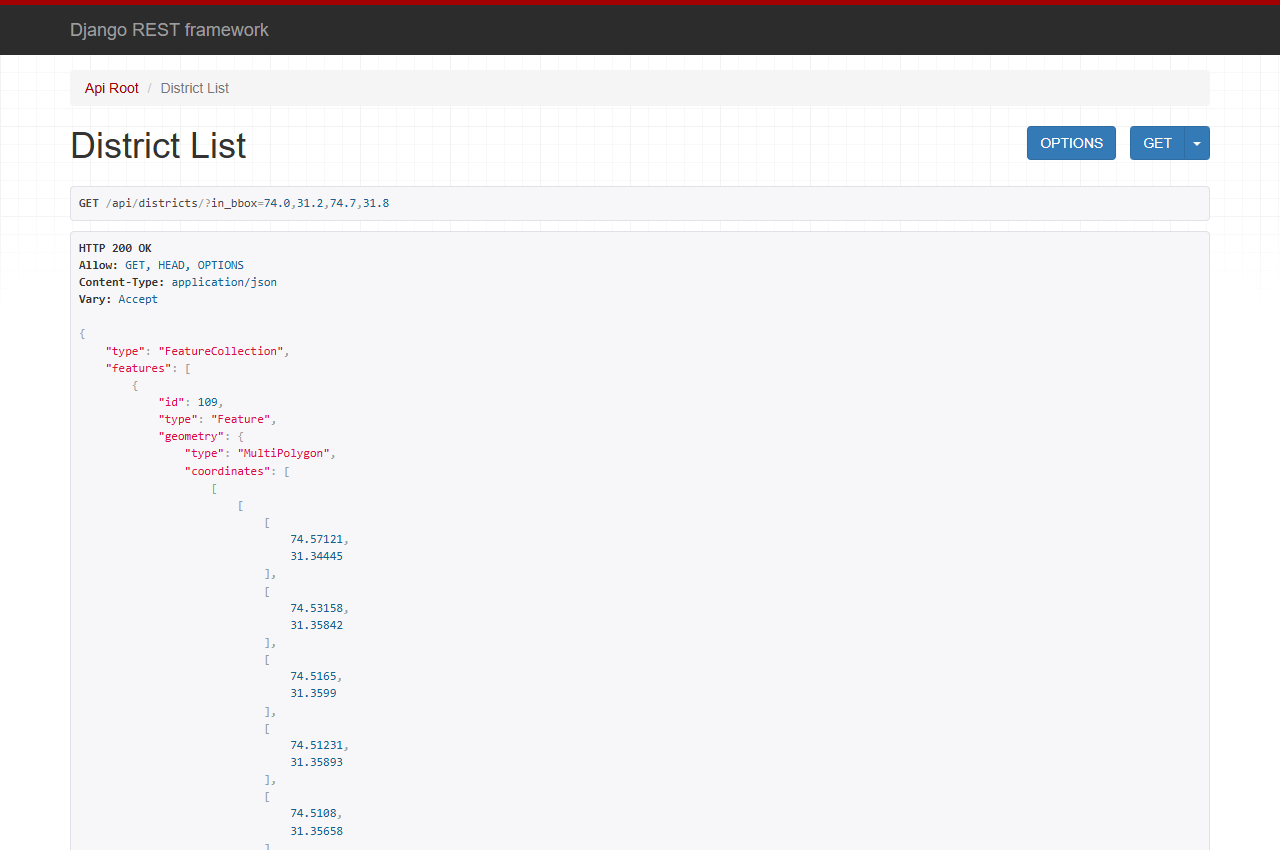 Django REST framework
Api Root / District List
District List
OPTIONS
GET
GET /api/districts/?in_bbox=74.0,31.2,74.7,31.8
HTTP 200 OK
Allow: GET, HEAD, OPTIONS
Content-Type: application/json
Vary: Accept
{
    "type": "FeatureCollection",
    "features": [
        {
            "id": 109,
            "type": "Feature",
            "geometry": {
                "type": "MultiPolygon",
                "coordinates": [
                    [
                        [
                            [
                                74.57121,
                                31.34445
                            ],
                            [
                                74.53158,
                                31.35842
                            ],
                            [
                                74.5165,
                                31.3599
                            ],
                            [
                                74.51231,
                                31.35893
                            ],
                            [
                                74.5108,
                                31.35658